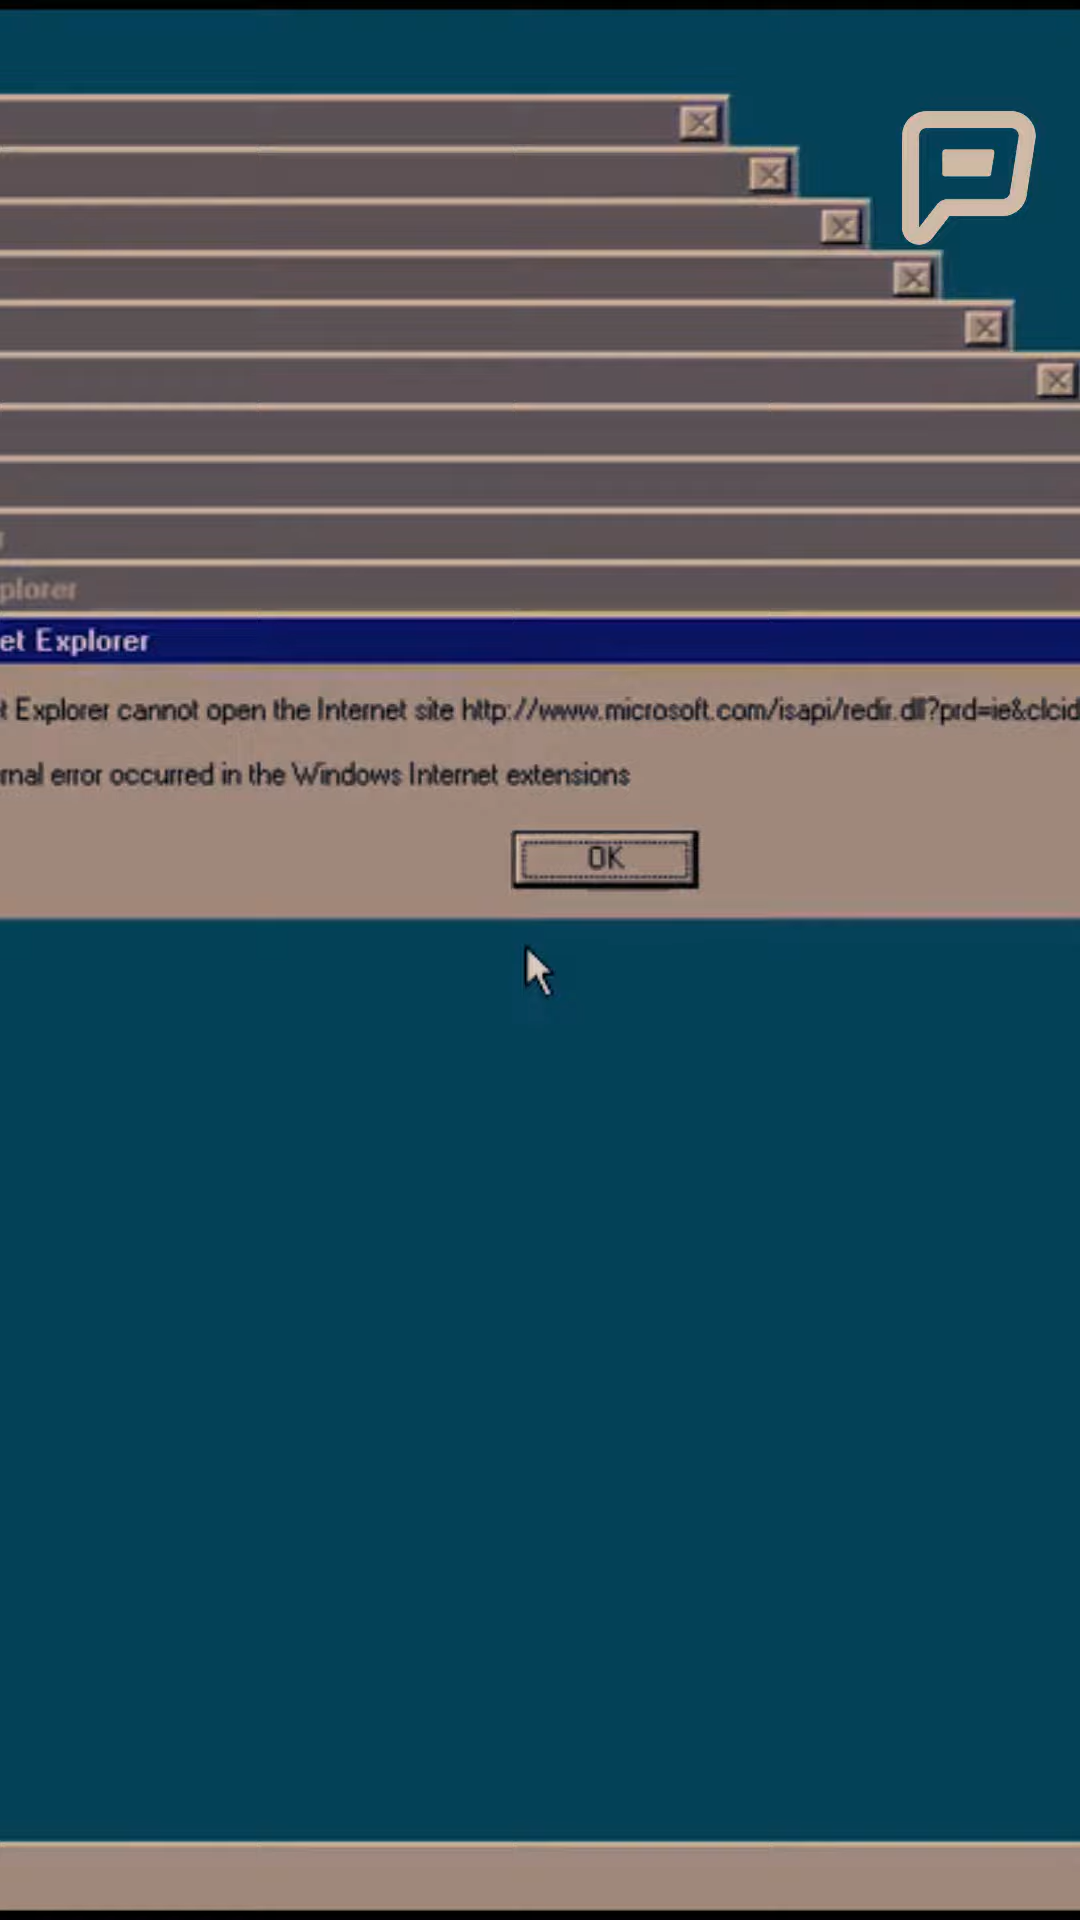 r
plorer
et Explorer
t Explorer cannot open the Internet site http://www.microsoft.com/isapi/redir.dll?prd=ie&clcid
rnal error occurred in the Windows Internet extensions
OK